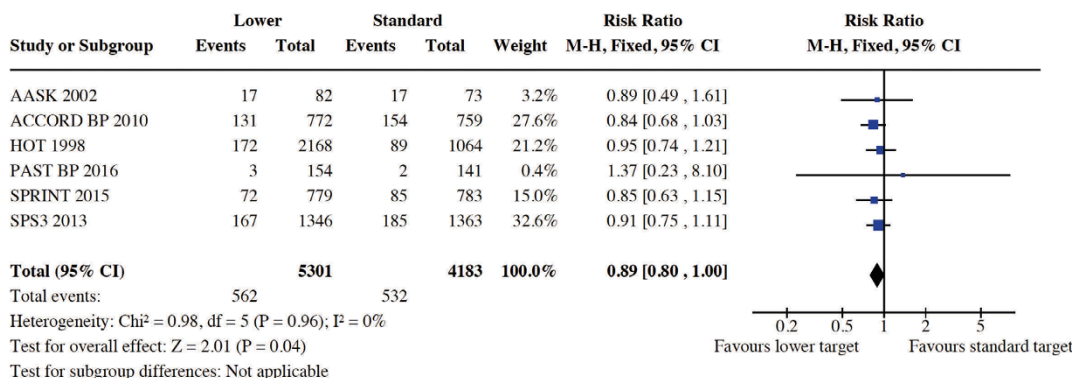 Lower Standard Risk Ratio Risk Ratio
Study or Subgroup Events Total Events Total Weight M-H, Fixed, 95% CI M-H, Fixed, 95% CI
AASK 2002 17 82 17 73 3.2% 0.89 [0.49 , 1.61]
ACCORD BP 2010 131 772 154 759 27.6% 0.84 [0.68 , 1.03]
HOT 1998 172 2168 89 1064 21.2% 0.95 [0.74 , 1.21]
PAST BP 2016 3 154 2 141 0.4% 1.37 [0.23 , 8.10]
SPRINT 2015 72 779 85 783 15.0% 0.85 [0.63 , 1.15]
SPS3 2013 167 1346 185 1363 32.6% 0.91 [0.75 , 1.11]
Total (95% CI) 5301 4183 100.0% 0.89 [0.80 , 1.00]
Total events: 562 532
Heterogeneity: Chi² = 0.98, df = 5 (P = 0.96); I² = 0%
Test for overall effect: Z = 2.01 (P = 0.04)
Test for subgroup differences: Not applicable
0.2 0.5 1 2 5
Favours lower target Favours standard target